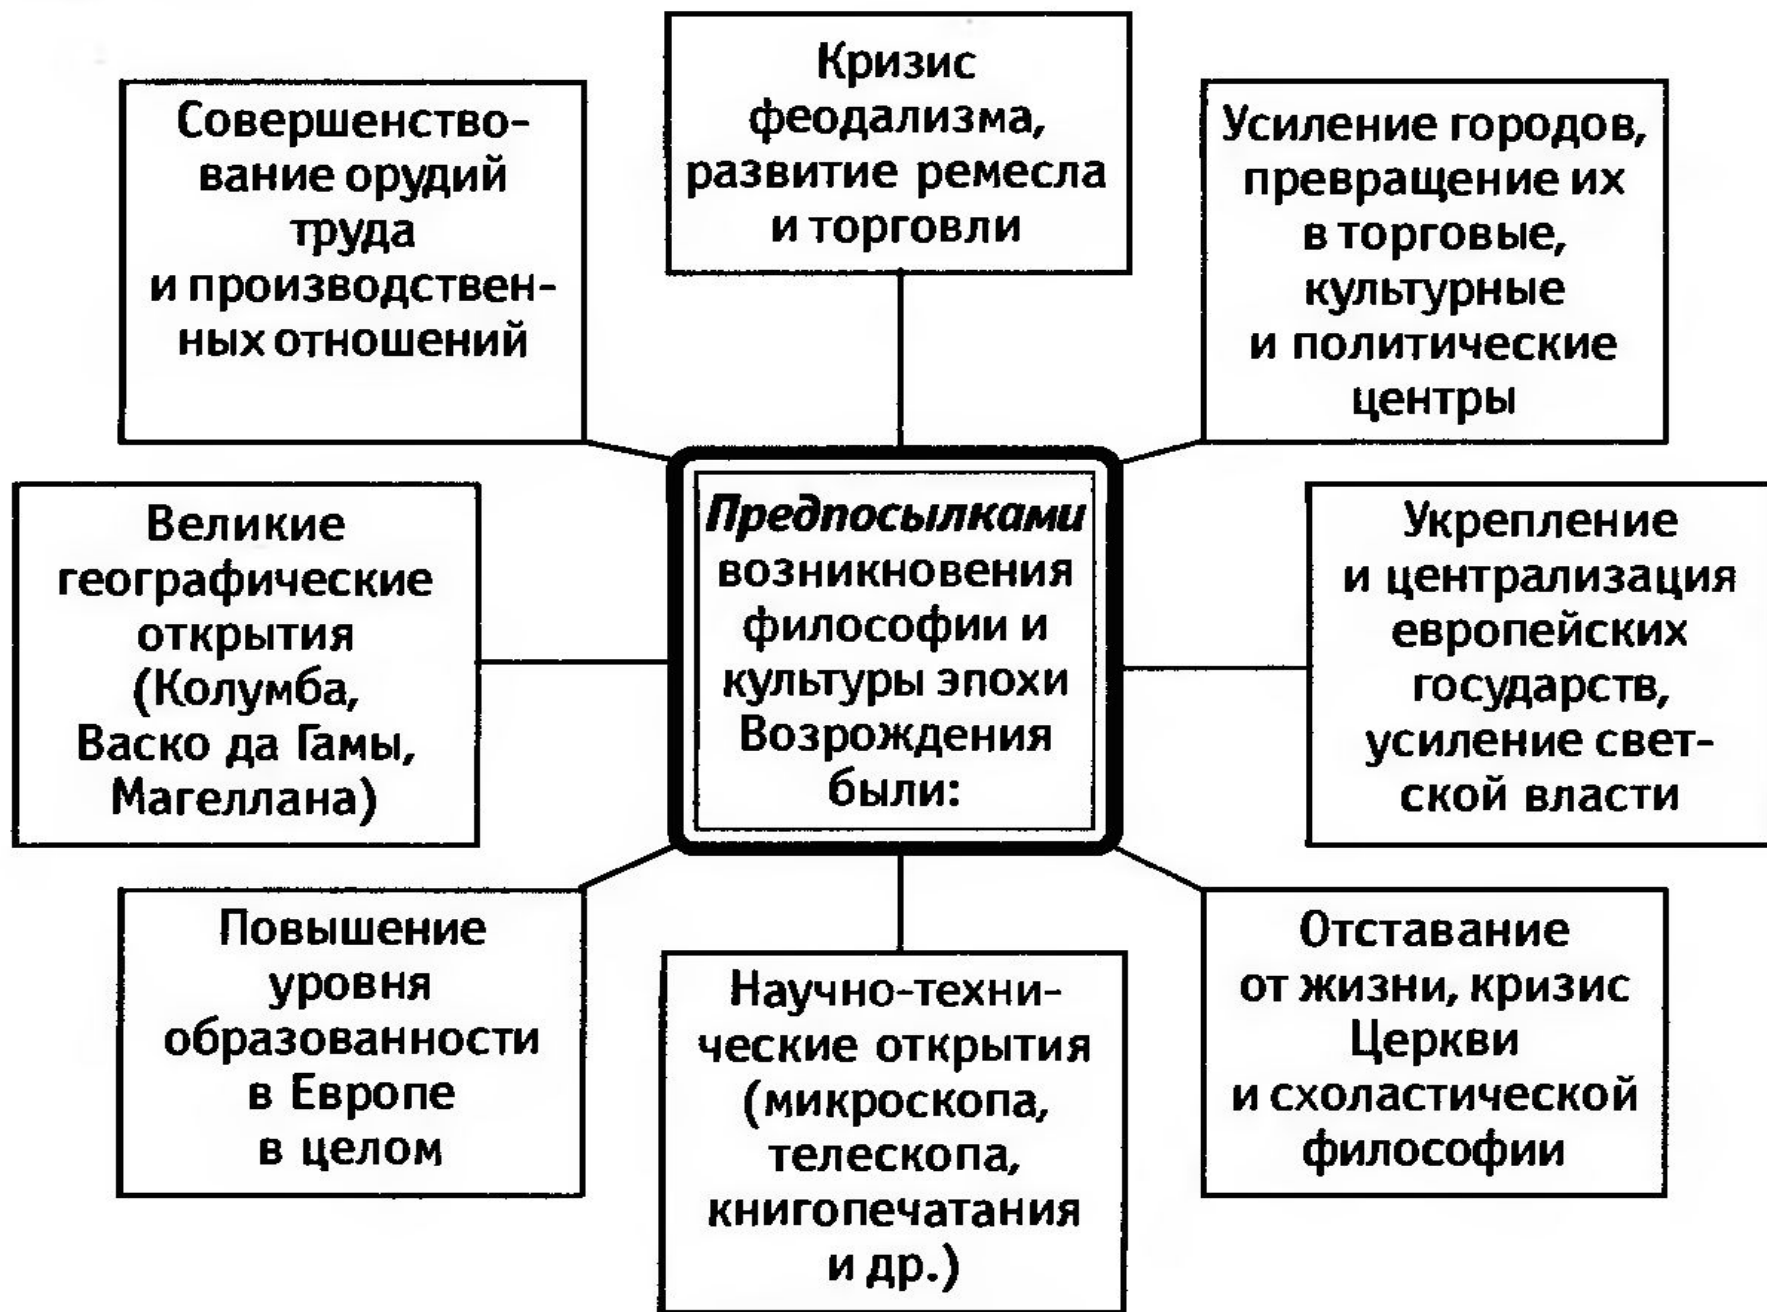 Кризис
феодализма,
развитие ремесла
и торговли
Совершенство-
вание орудий
труда
и производствен-
ных отношений
Усиление городов,
превращение их
в торговые,
культурные
и политические
центры
Предпосылками
возникновения
философии и
культуры эпохи
Возрождения
были:
Великие
географические
открытия
(Колумба,
Васко да Гамы,
Магеллана)
Укрепление
и централизация
европейских
государств,
усиление свет-
ской власти
Повышение
уровня
образованности
в Европе
в целом
Научно-техни-
ческие открытия
(микроскопа,
телескопа,
книгопечатания
и др.)
Отставание
от жизни, кризис
Церкви
и схоластической
философии